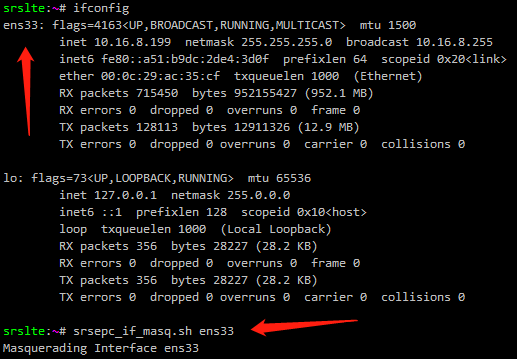 srslte:~# ifconfig
ens33: flags=4163<UP,BROADCAST,RUNNING,MULTICAST>  mtu 1500
        inet 10.16.8.199  netmask 255.255.255.0  broadcast 10.16.8.255
        inet6 fe80::a51:b9dc:2de4:3d0f  prefixlen 64  scopeid 0x20<link>
        ether 00:0c:29:ac:35:cf  txqueuelen 1000  (Ethernet)
        RX packets 715450  bytes 952155427 (952.1 MB)
        RX errors 0  dropped 0  overruns 0  frame 0
        TX packets 128113  bytes 12911326 (12.9 MB)
        TX errors 0  dropped 0 overruns 0  carrier 0  collisions 0

lo: flags=73<UP,LOOPBACK,RUNNING>  mtu 65536
        inet 127.0.0.1  netmask 255.0.0.0
        inet6 ::1  prefixlen 128  scopeid 0x10<host>
        loop  txqueuelen 1000  (Local Loopback)
        RX packets 356  bytes 28227 (28.2 KB)
        RX errors 0  dropped 0  overruns 0  frame 0
        TX packets 356  bytes 28227 (28.2 KB)
        TX errors 0  dropped 0 overruns 0  carrier 0  collisions 0

srslte:~# srsepc_if_masq.sh ens33
Masquerading Interface ens33